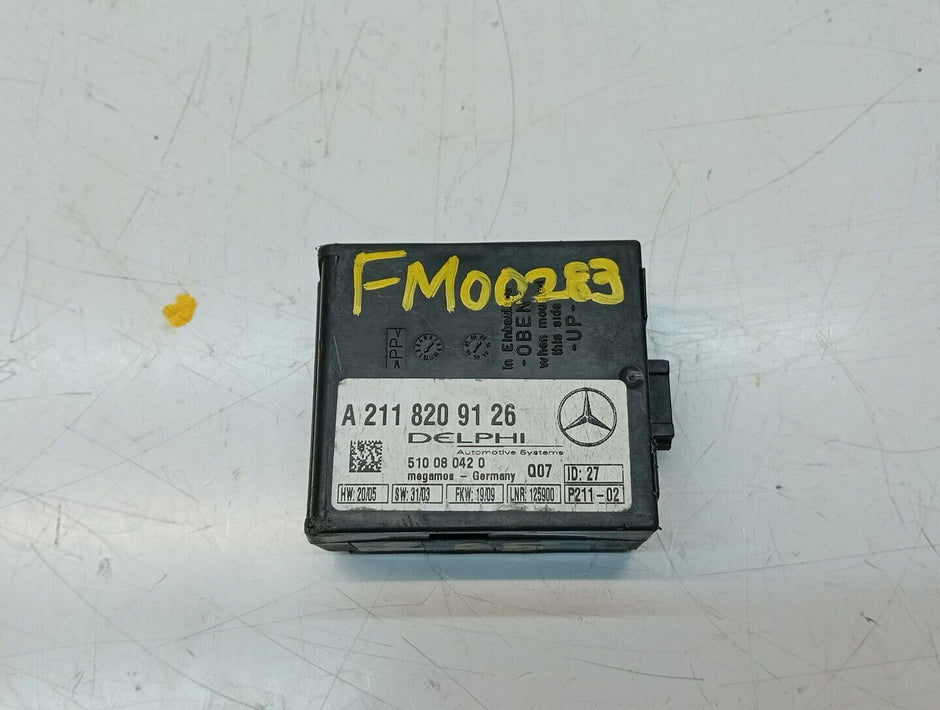 FM00283
>PP<
In Einbaulage
-OBEN-
when mounted
this side
-UP-
A 211 820 91 26
DELPHI
Automotive Systems
510 08 042 0
Q07
ID: 27
megamos - Germany
HW: 20/05
SW: 31/03
FKW: 19/09
LNR: 125900
P211-02